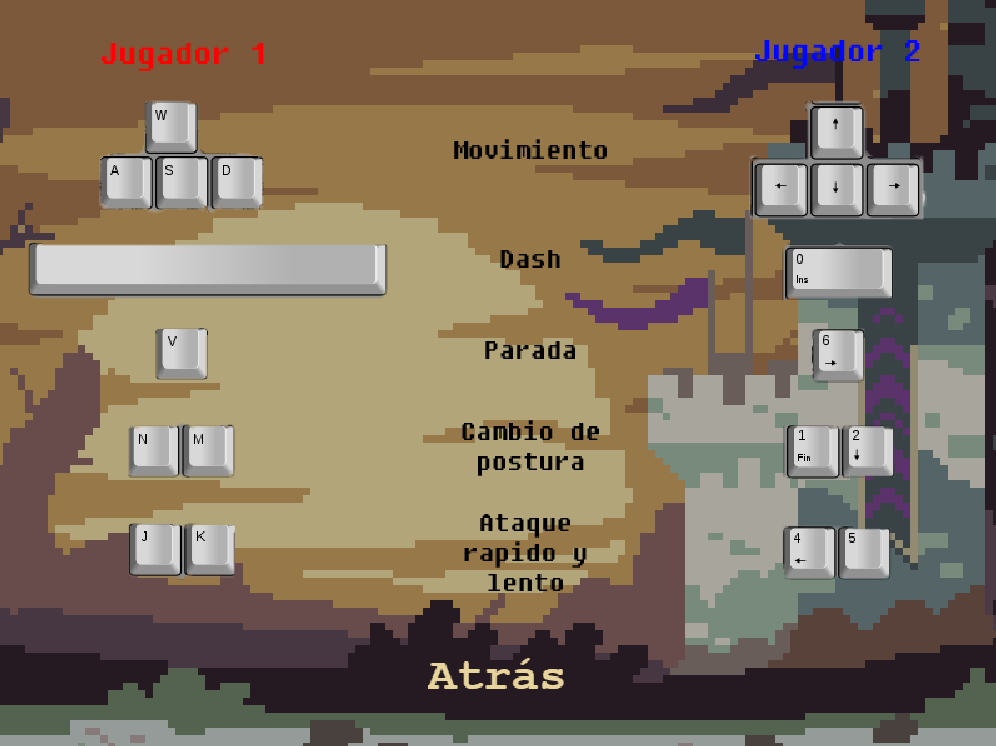 Jugador 1
Jugador 2
W
↑
Movimiento
A S D
← ↓ →
Dash
0
Ins
V
Parada
6
→
N M
Cambio de
postura
1 2
Fin ↓
J K
Ataque
rapido y
lento
4 5
←
Atrás